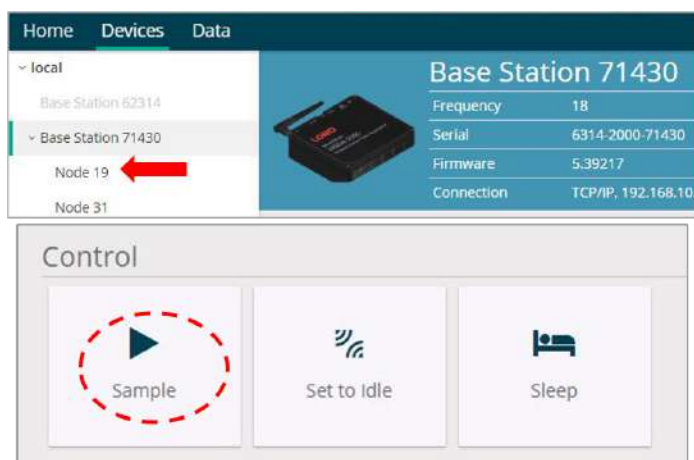 Home Devices Data
local
Base Station 62314
Base Station 71430
Node 19
Node 31
LORD
Base Station 71430
Frequency 18
Serial 6314-2000-71430
Firmware 5.39217
Connection TCP/IP, 192.168.10
Control
Sample Set to Idle Sleep